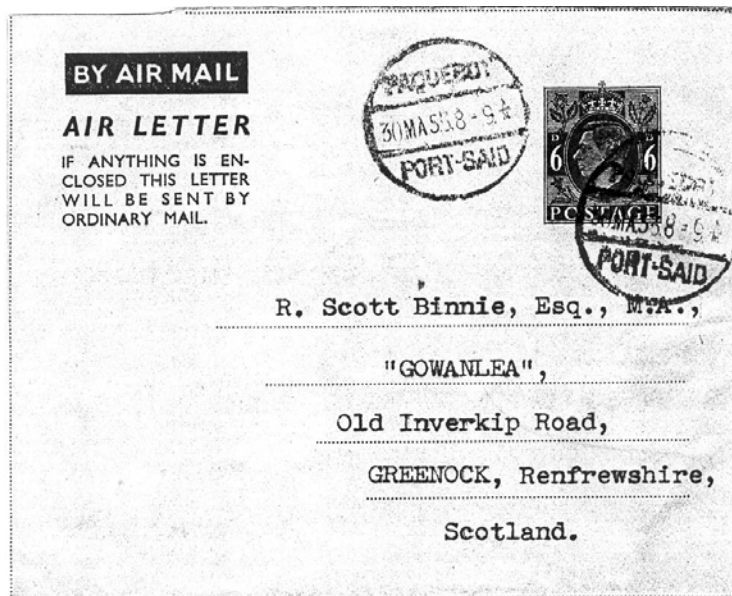 BY AIR MAIL
AIR LETTER
IF ANYTHING IS EN-
CLOSED THIS LETTER
WILL BE SENT BY
ORDINARY MAIL.
PAQUEBOT
PORT-SAID
D D
6 6
POSTAGE
PORT-SAID
R. Scott Binnie, Esq., M.A.,
"GOWANLEA",
Old Inverkip Road,
GREENOCK, Renfrewshire,
Scotland.